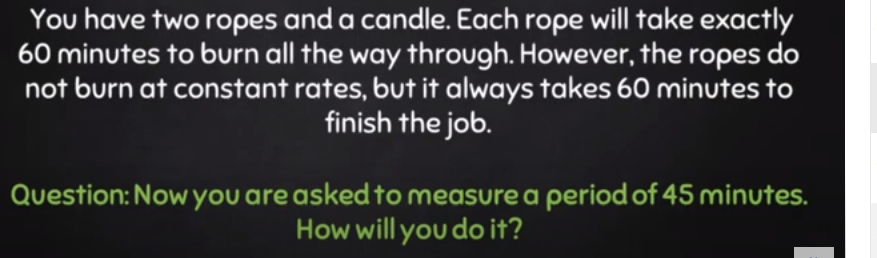 You have two ropes and a candle. Each rope will take exactly
60 minutes to burn all the way through. However, the ropes do
not burn at constant rates, but it always takes 60 minutes to
finish the job.
Question: Now you are asked to measure a period of 45 minutes.
How will you do it?